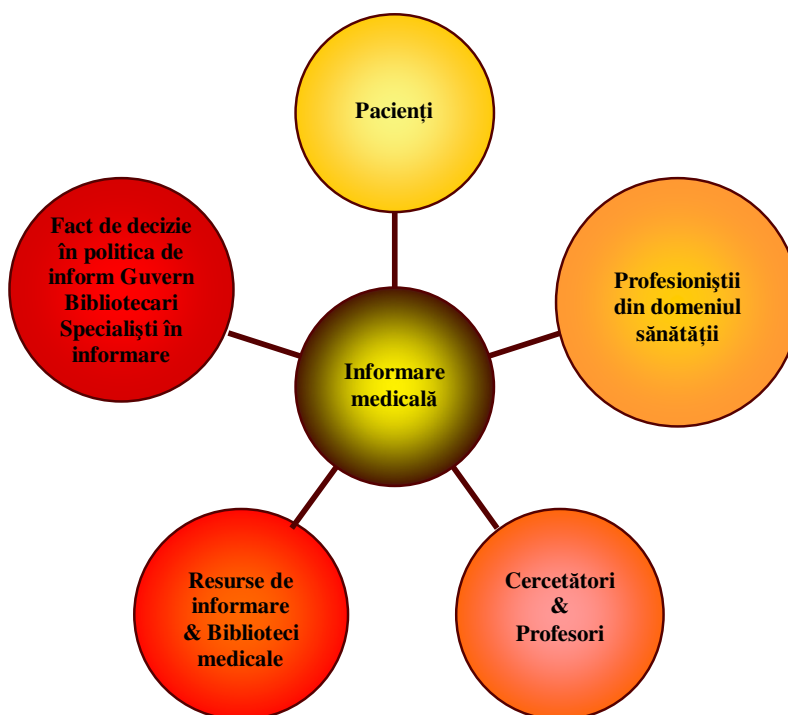 Pacienți
Fact de decizie
în politica de
inform Guvern
Bibliotecari
Specialiști în
informare
Profesioniştii
din domeniul
sănătății
Informare
medicală
Resurse de
informare
& Biblioteci
medicale
Cercetători
&
Profesori